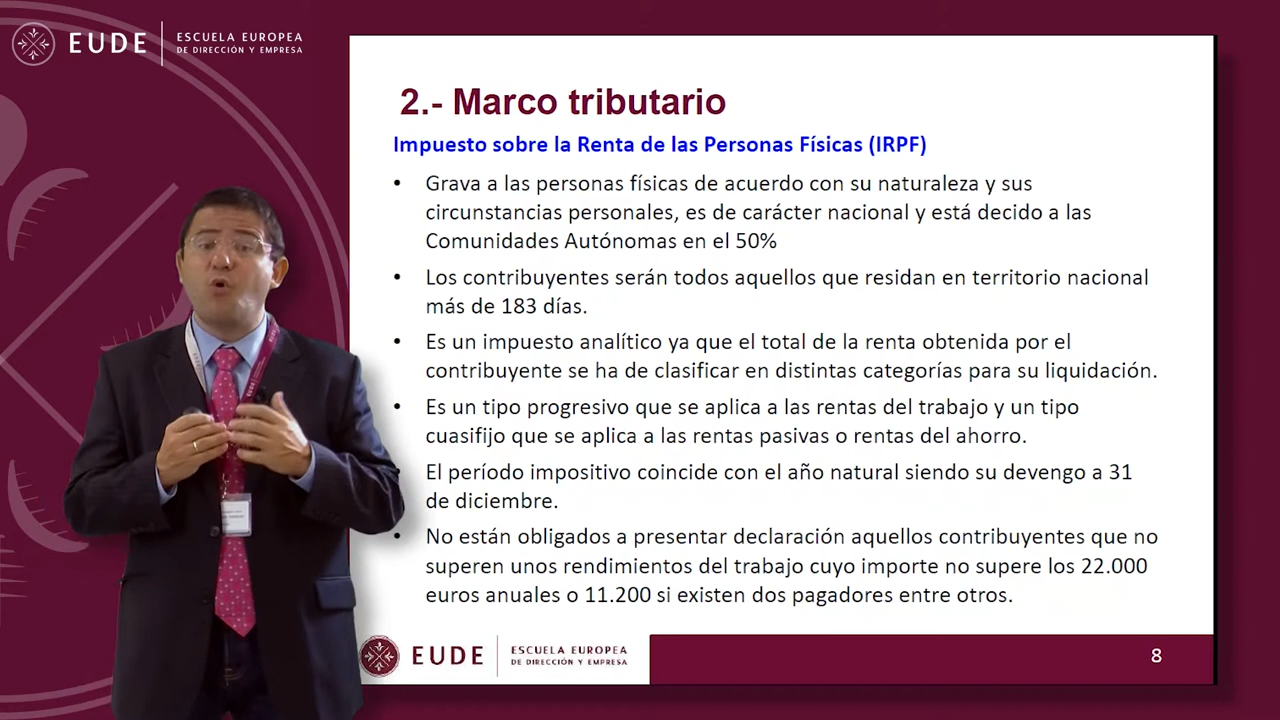 EUDE
ESCUELA EUROPEA
DE DIRECCIÓN Y EMPRESA
2.- Marco tributario
Impuesto sobre la Renta de las Personas Físicas (IRPF)
• Grava a las personas físicas de acuerdo con su naturaleza y sus
circunstancias personales, es de carácter nacional y está decido a las
Comunidades Autónomas en el 50%
• Los contribuyentes serán todos aquellos que residan en territorio nacional
más de 183 días.
• Es un impuesto analítico ya que el total de la renta obtenida por el
contribuyente se ha de clasificar en distintas categorías para su liquidación.
• Es un tipo progresivo que se aplica a las rentas del trabajo y un tipo
cuasifijo que se aplica a las rentas pasivas o rentas del ahorro.
• El período impositivo coincide con el año natural siendo su devengo a 31
de diciembre.
• No están obligados a presentar declaración aquellos contribuyentes que no
superen unos rendimientos del trabajo cuyo importe no supere los 22.000
euros anuales o 11.200 si existen dos pagadores entre otros.
EUDE
ESCUELA EUROPEA
DE DIRECCIÓN Y EMPRESA
8